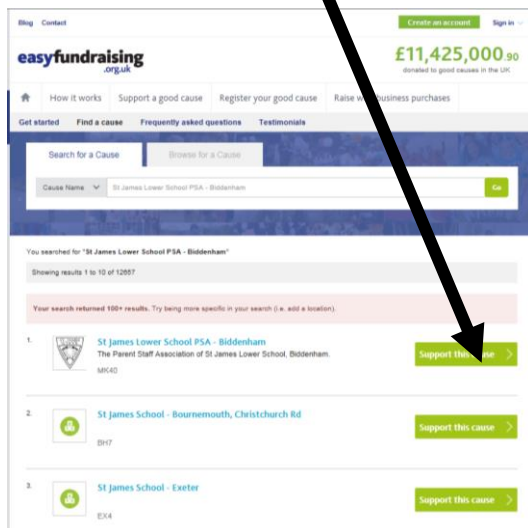 Blog Contact Create an account Sign in
easyfundraising
.org.uk
£11,425,000.90
donated to good causes in the UK
How it works Support a good cause Register your good cause Raise with business purchases
Get started Find a cause Frequently asked questions Testimonials
Search for a Cause Browse for a Cause
Cause Name St James Lower School PSA - Biddenham Go
You searched for "St James Lower School PSA - Biddenham"
Showing results 1 to 10 of 12857
Your search returned 100+ results. Try being more specific in your search (i.e. add a location).
1. St James Lower School PSA - Biddenham
The Parent Staff Association of St James Lower School, Biddenham.
MK40
Support this cause
2. St James School - Bournemouth, Christchurch Rd
BH7
Support this cause
3. St James School - Exeter
EX4
Support this cause